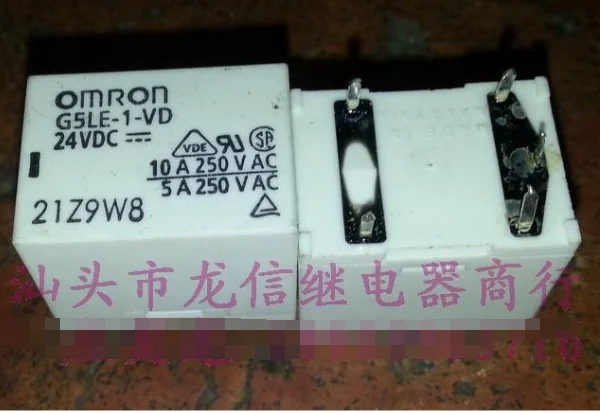 OMRON
G5LE-1-VD
24VDC
VDE
10 A 250 V AC
5 A 250 V AC
21Z9W8
汕头市龙信继电器商行